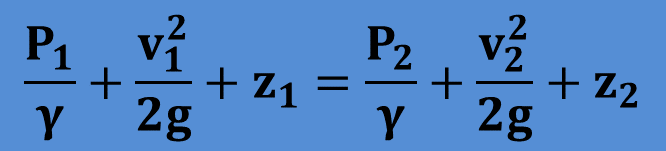 P₁/γ + v₁²/2g + z₁ = P₂/γ + v₂²/2g + z₂